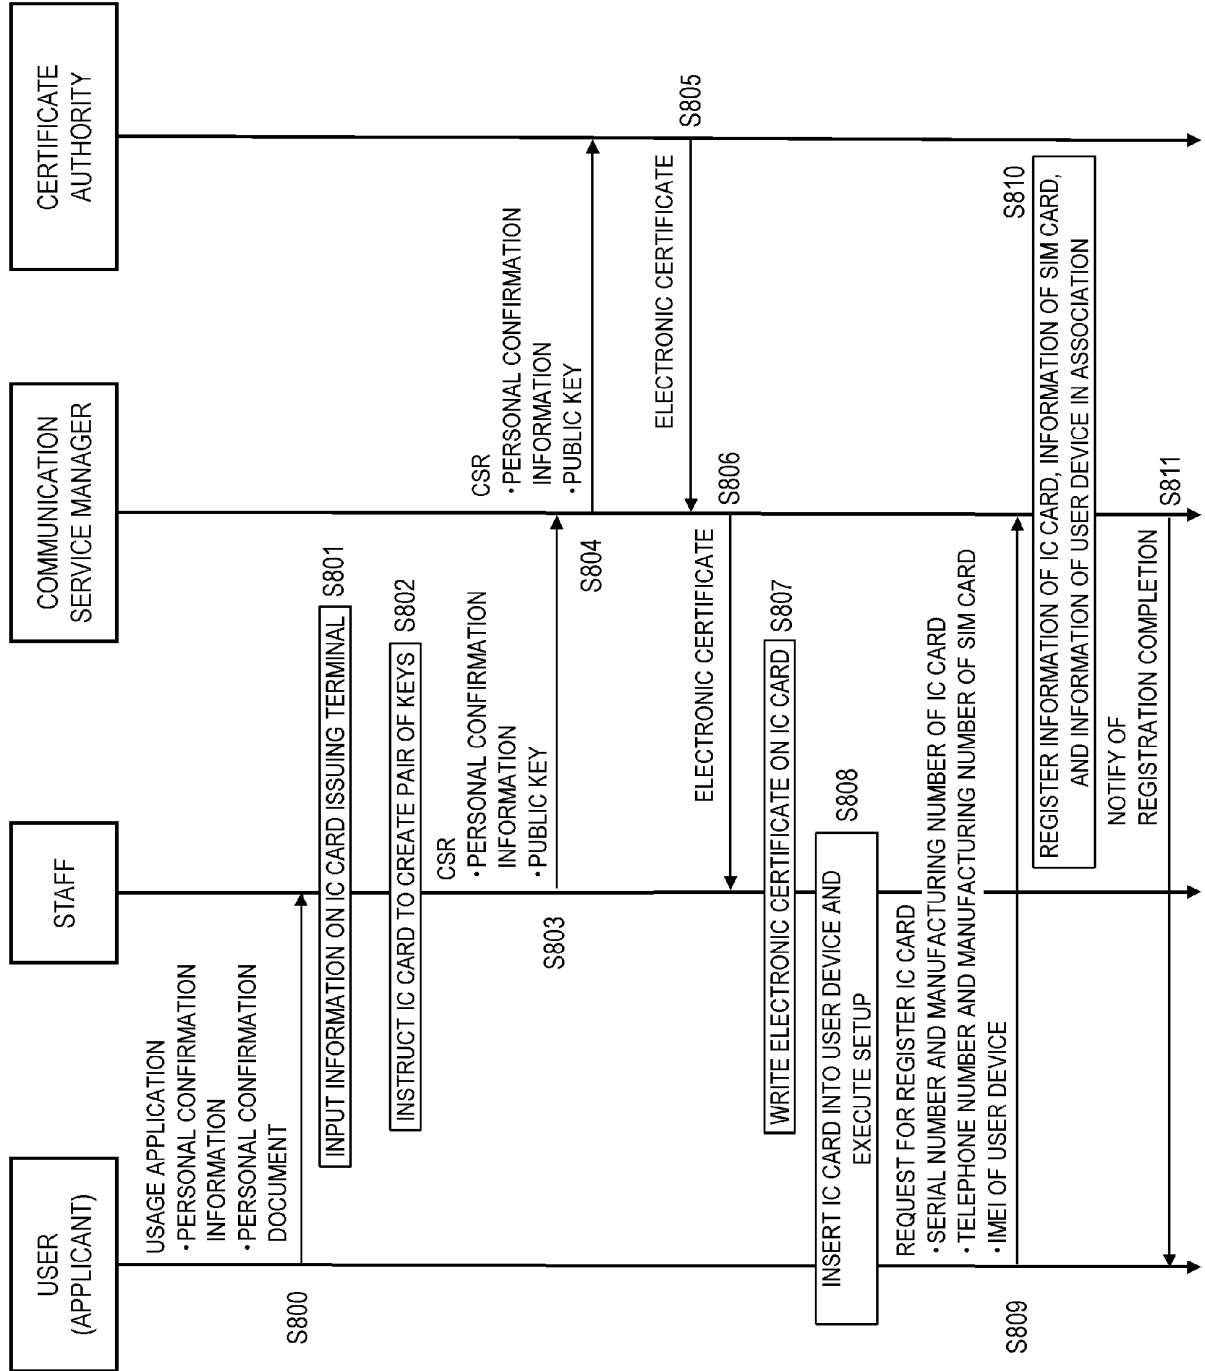 USER
(APPLICANT)
STAFF
COMMUNICATION
SERVICE MANAGER
CERTIFICATE
AUTHORITY
USAGE APPLICATION
· PERSONAL CONFIRMATION
INFORMATION
· PERSONAL CONFIRMATION
DOCUMENT
S800
INPUT INFORMATION ON IC CARD ISSUING TERMINAL
S801
INSTRUCT IC CARD TO CREATE PAIR OF KEYS
S802
CSR
· PERSONAL CONFIRMATION
INFORMATION
· PUBLIC KEY
S803
CSR
· PERSONAL CONFIRMATION
INFORMATION
· PUBLIC KEY
S804
ELECTRONIC CERTIFICATE
S805
ELECTRONIC CERTIFICATE
S806
WRITE ELECTRONIC CERTIFICATE ON IC CARD
S807
INSERT IC CARD INTO USER DEVICE AND
EXECUTE SETUP
S808
REQUEST FOR REGISTER IC CARD
· SERIAL NUMBER AND MANUFACTURING NUMBER OF IC CARD
· TELEPHONE NUMBER AND MANUFACTURING NUMBER OF SIM CARD
· IMEI OF USER DEVICE
S809
S810
REGISTER INFORMATION OF IC CARD, INFORMATION OF SIM CARD,
AND INFORMATION OF USER DEVICE IN ASSOCIATION
NOTIFY OF
REGISTRATION COMPLETION
S811